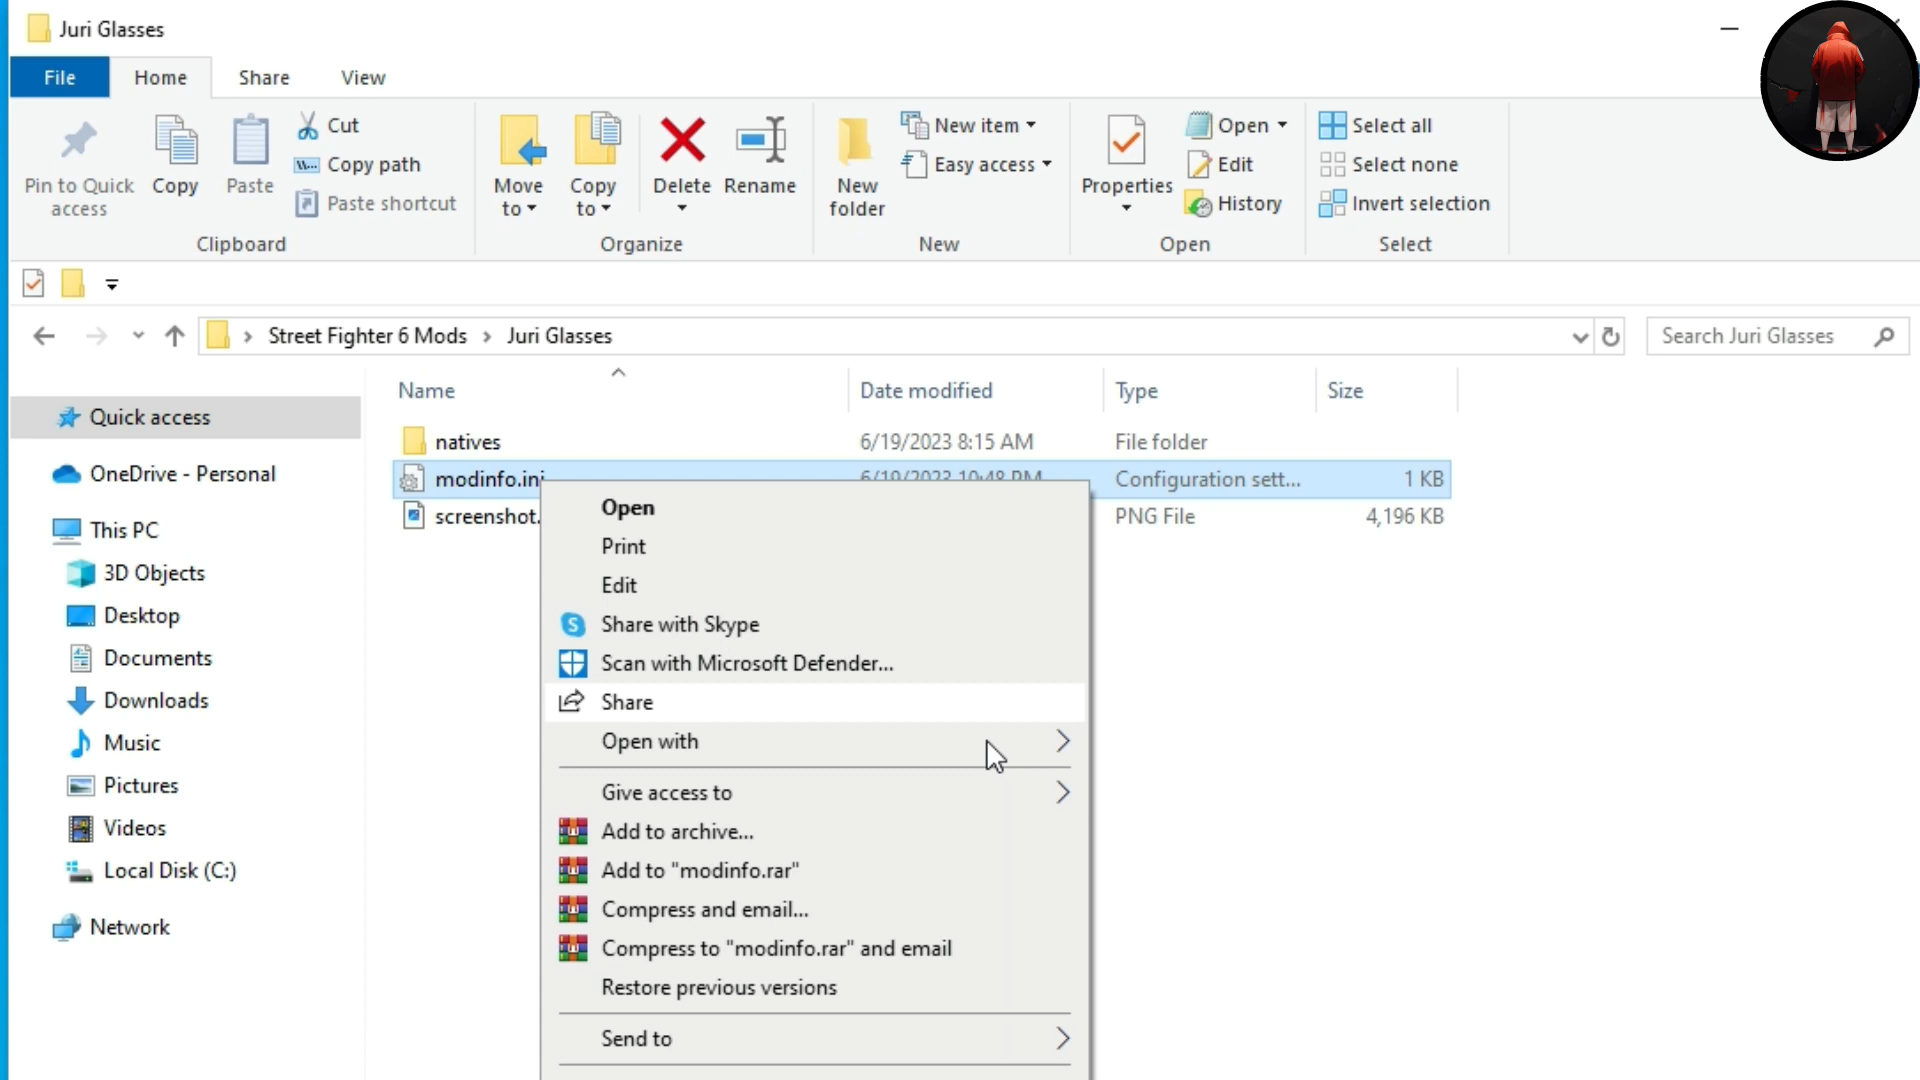 Juri Glasses
File Home Share View
Pin to Quick access
Copy
Paste
Cut
Copy path
Paste shortcut
Clipboard
Move to
Copy to
Delete
Rename
Organize
New folder
New item
Easy access
New
Properties
Open
Edit
History
Open
Select all
Select none
Invert selection
Select
Street Fighter 6 Mods Juri Glasses
Search Juri Glasses
Name Date modified Type Size
Quick access
OneDrive - Personal
This PC
3D Objects
Desktop
Documents
Downloads
Music
Pictures
Videos
Local Disk (C:)
Network
natives 6/19/2023 8:15 AM File folder
modinfo.ini 6/19/2023 10:48 PM Configuration sett... 1 KB
screenshot. PNG File 4,196 KB
Open
Print
Edit
Share with Skype
Scan with Microsoft Defender...
Share
Open with
Give access to
Add to archive...
Add to "modinfo.rar"
Compress and email...
Compress to "modinfo.rar" and email
Restore previous versions
Send to